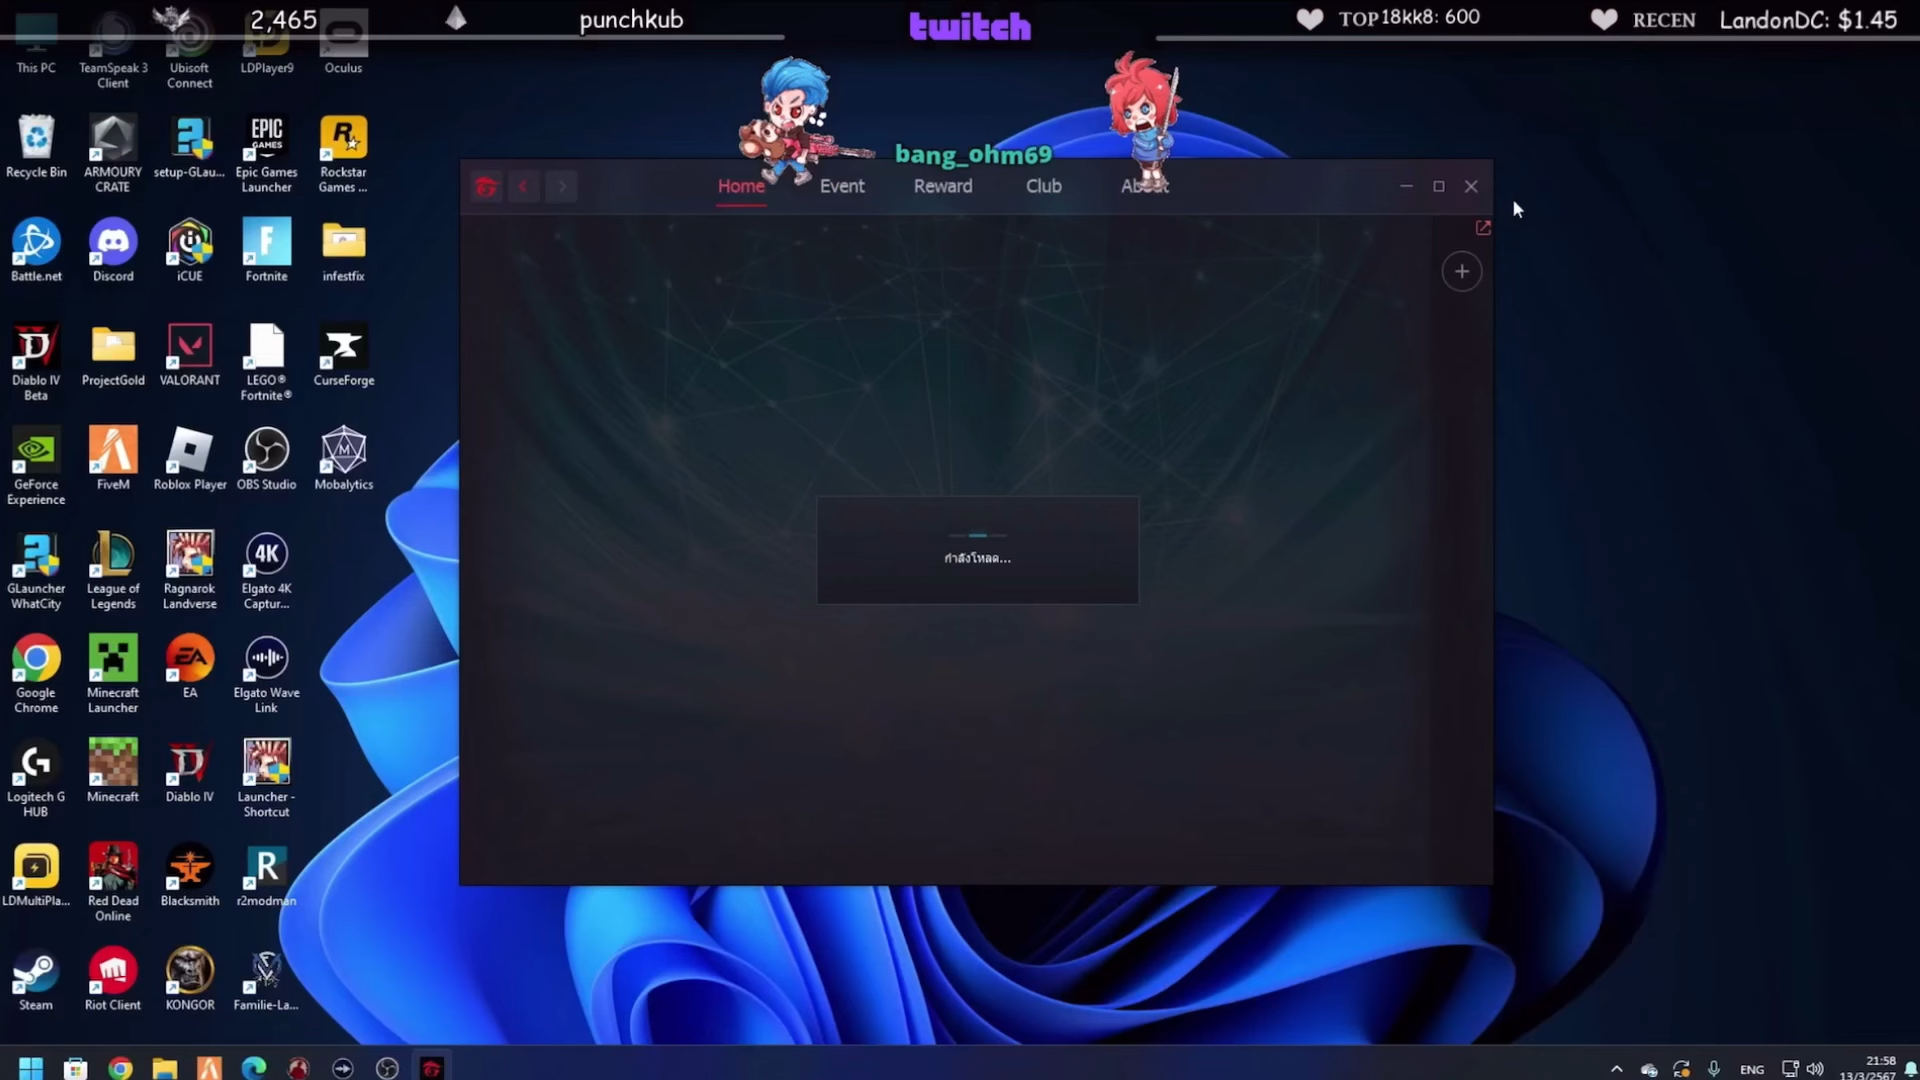 2,465
punchkub
twitch
TOP 18kk8: 600
RECEN
LandonDC: $1.45
bang_ohm69
Home
Event
Reward
Club
About
กำลังโหลด...
This PC
TeamSpeak 3
Client
Ubisoft
Connect
LDPlayer9
Oculus
Recycle Bin
ARMOURY
CRATE
setup-GLau...
EPIC
GAMES
Epic Games
Launcher
Rockstar
Games ...
Battle.net
Discord
iCUE
Fortnite
infestfix
Diablo IV
Beta
ProjectGold
VALORANT
LEGO®
Fortnite®
CurseForge
GeForce
Experience
FiveM
Roblox Player
OBS Studio
Mobalytics
GLauncher
WhatCity
League of
Legends
Ragnarok
Landverse
4K
Elgato 4K
Captur...
Google
Chrome
Minecraft
Launcher
EA
EA
Elgato Wave
Link
Logitech G
HUB
Minecraft
Diablo IV
Launcher -
Shortcut
LDMultiPla...
Red Dead
Online
Blacksmith
R
r2modman
Steam
Riot Client
KONGOR
Familie-La...
ENG
21:58
13/3/2567